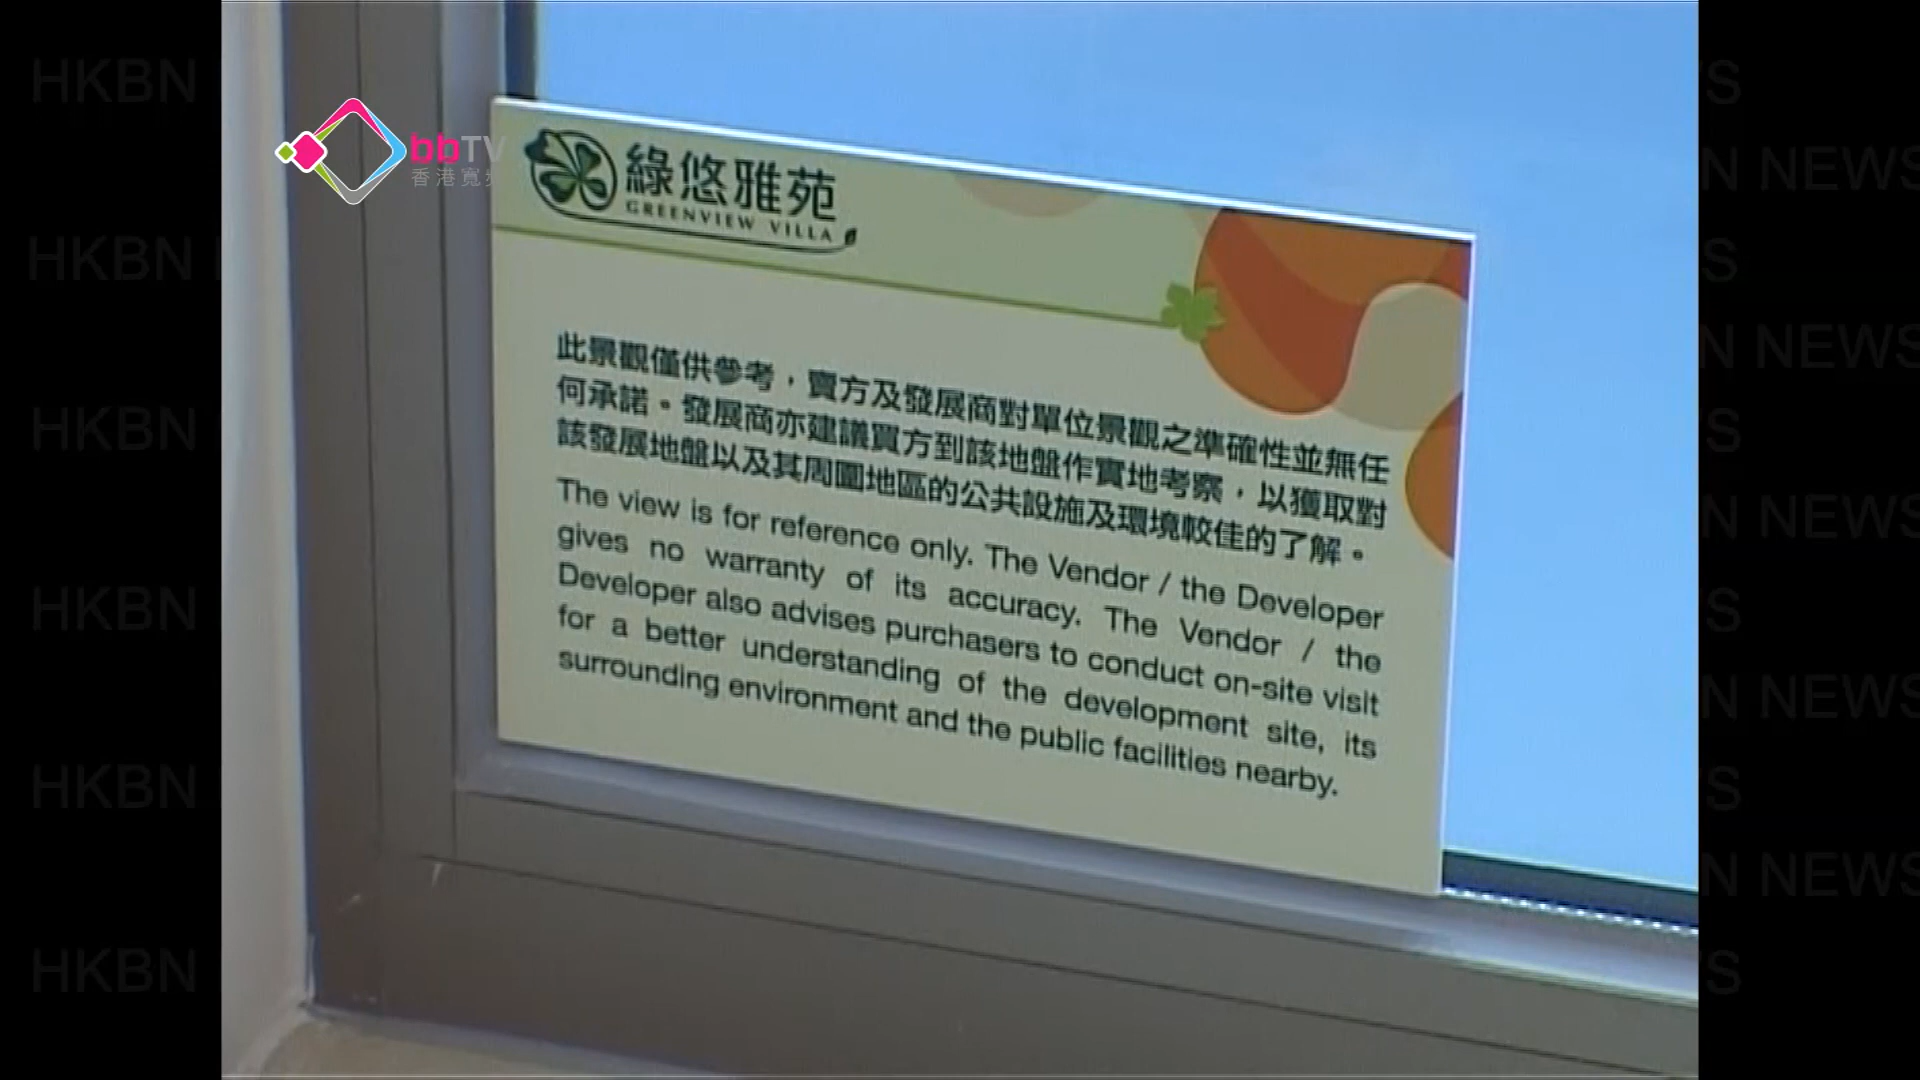 bbTV
香港寬
綠悠雅苑
GREENVIEW VILLA
此景觀僅供參考，賣方及發展商對單位景觀之準確性並無任
何承諾。發展商亦建議買方到該地盤作實地考察，以獲取對
該發展地盤以及其周圍地區的公共設施及環境較佳的了解。
The view is for reference only. The Vendor / the Developer
gives no warranty of its accuracy. The Vendor / the
Developer also advises purchasers to conduct on-site visit
for a better understanding of the development site, its
surrounding environment and the public facilities nearby.
HKBN
NEWS
HKBN
HKBN
NEWS
HKBN
NEWS
HKBN
NEWS
HKBN
NEWS
HKBN